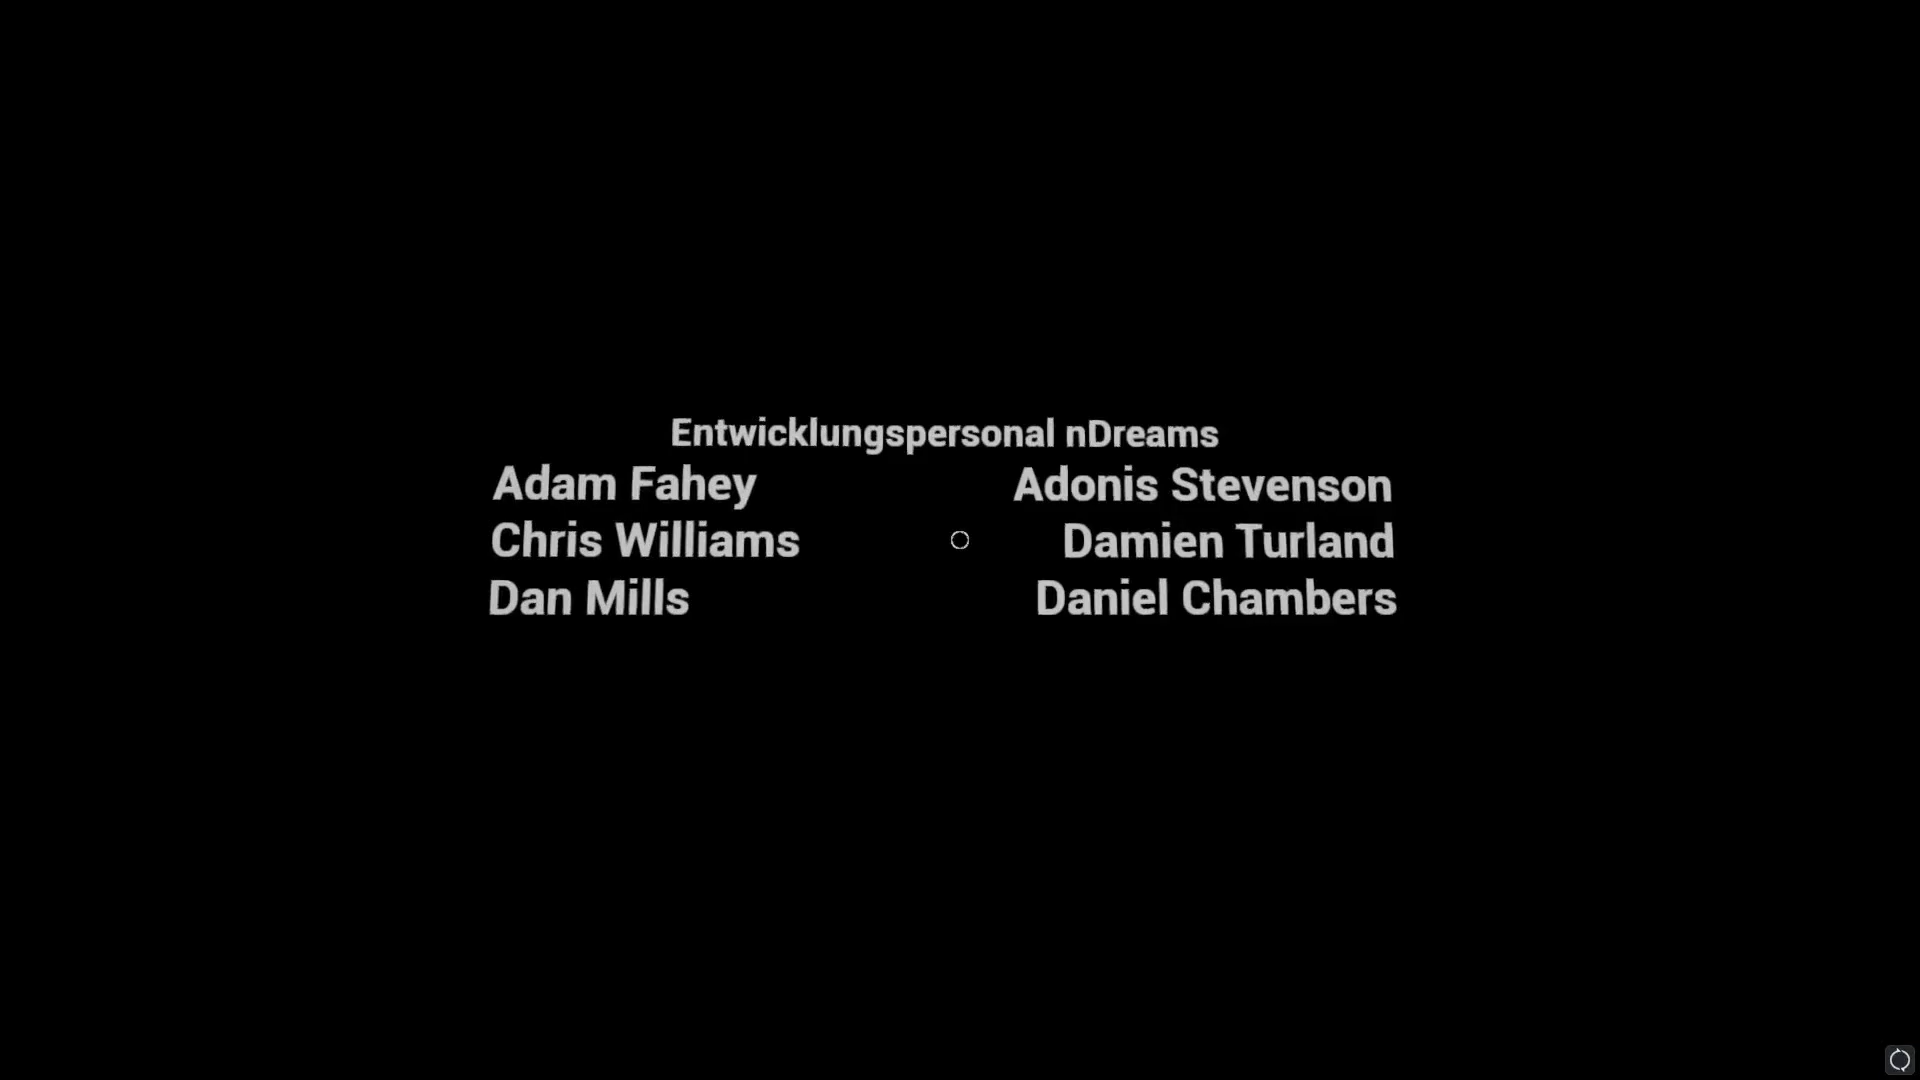 Entwicklungspersonal nDreams
Adam Fahey Adonis Stevenson
Chris Williams Damien Turland
Dan Mills Daniel Chambers